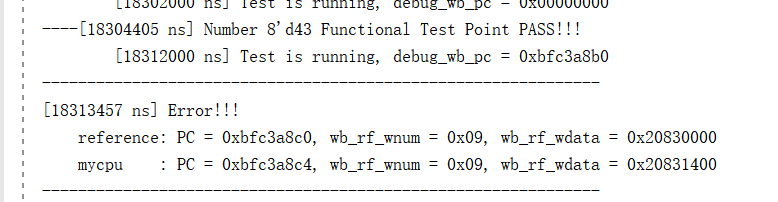 [18302000 ns] Test is running, debug_wb_pc = 0x00000000
----[18304405 ns] Number 8'd43 Functional Test Point PASS!!!
[18312000 ns] Test is running, debug_wb_pc = 0xbfc3a8b0
--------------------------------------------------------------
[18313457 ns] Error!!!
reference: PC = 0xbfc3a8c0, wb_rf_wnum = 0x09, wb_rf_wdata = 0x20830000
mycpu    : PC = 0xbfc3a8c4, wb_rf_wnum = 0x09, wb_rf_wdata = 0x20831400
--------------------------------------------------------------